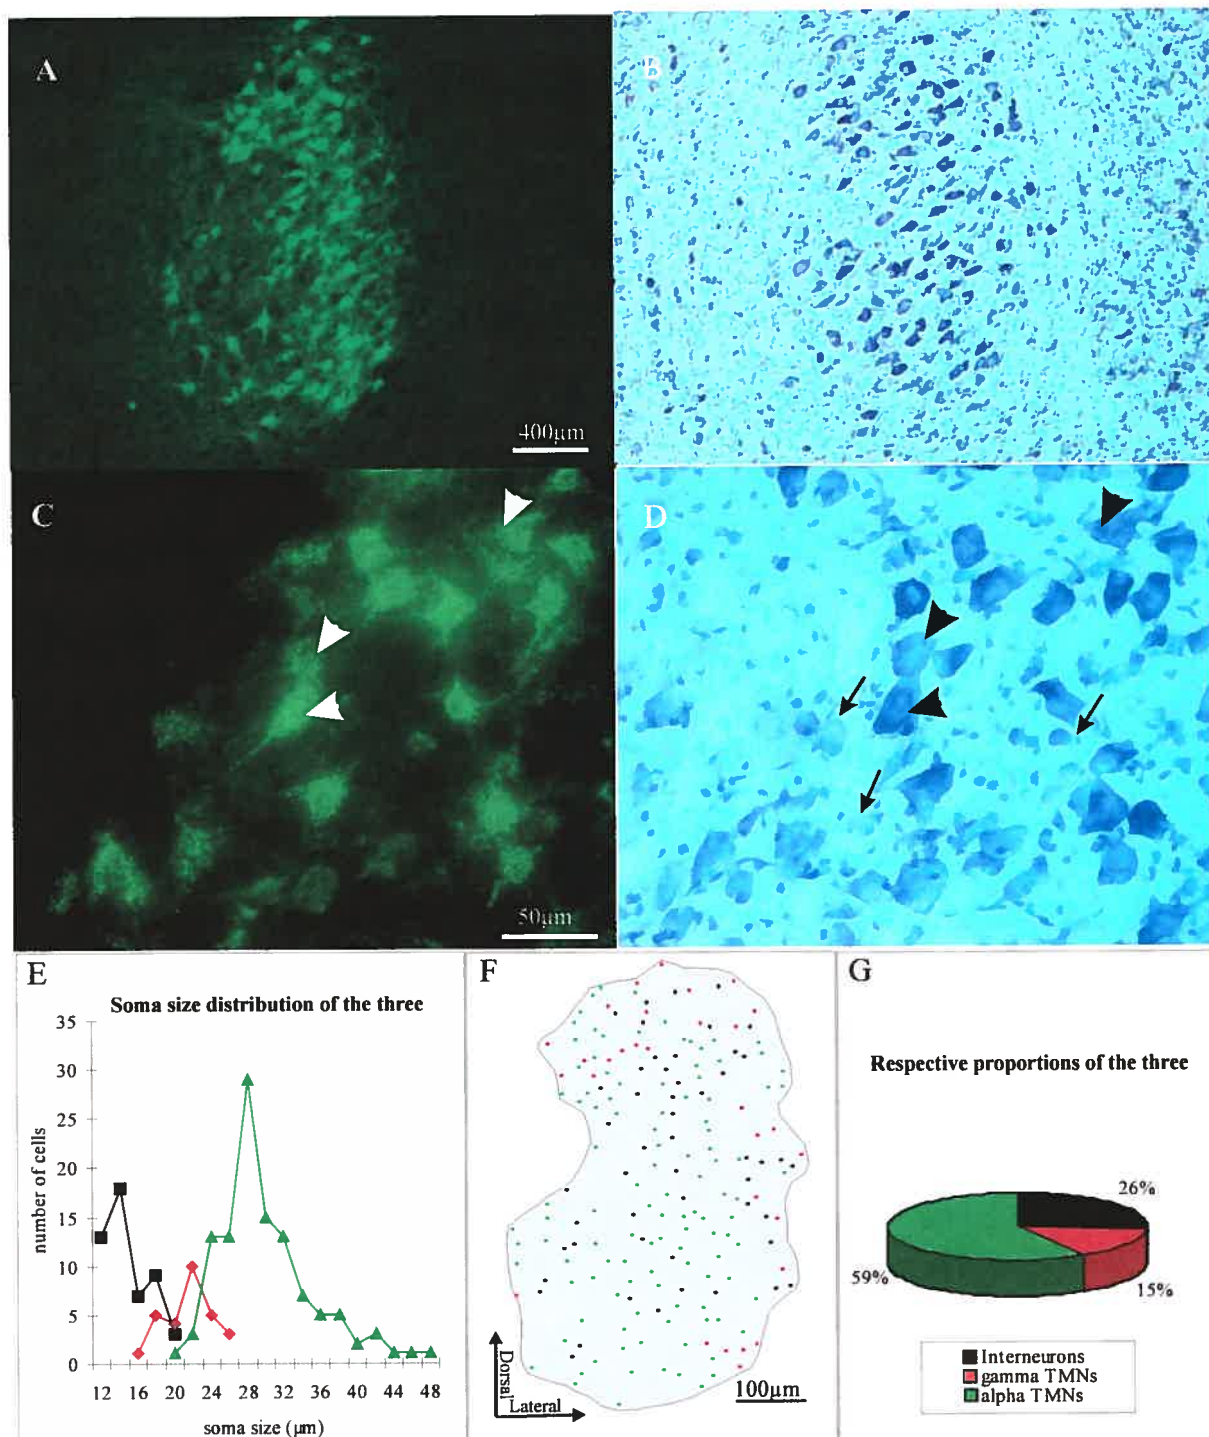 A
B
400µm
C
D
50µm
E
Soma size distribution of the three
35
30
25
20
15
10
5
0
number of cells
12 16 20 24 28 32 36 40 44 48
soma size (µm)
F
Dorsal
Lateral
100µm
G
Respective proportions of the three
26%
59%
15%
Interneurons
gamma TMNs
alpha TMNs